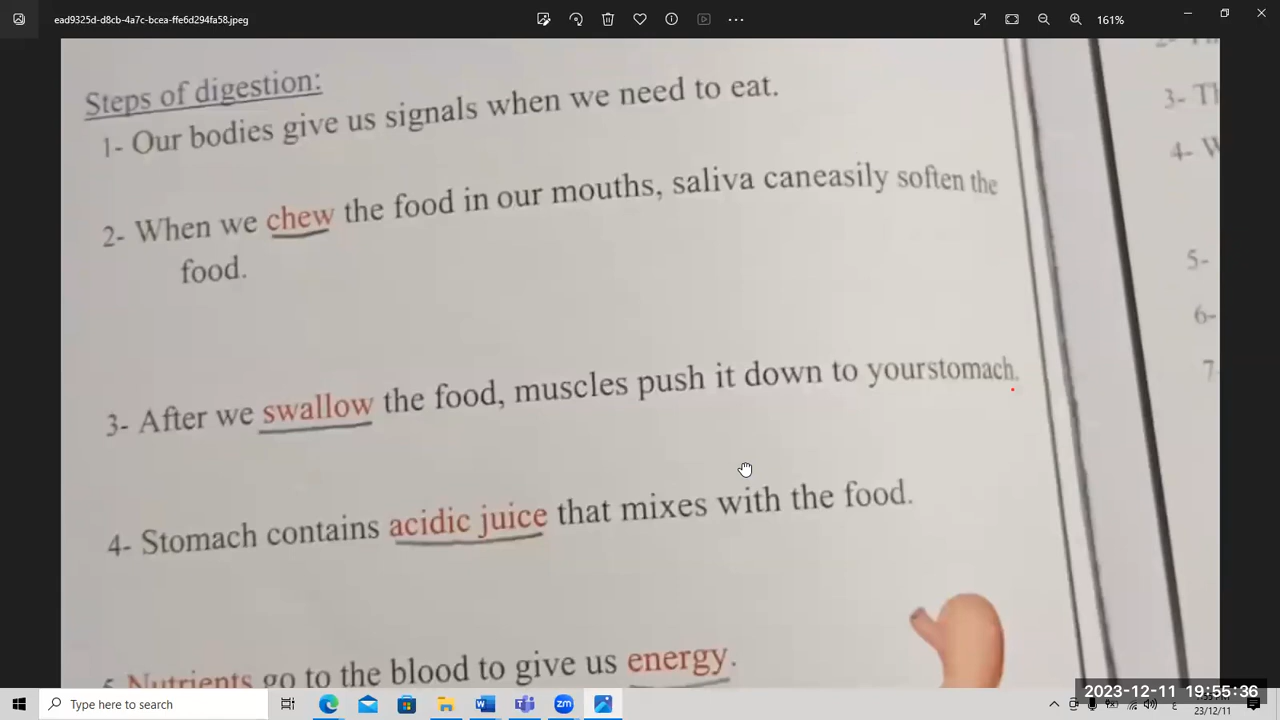 ead9325d-d8cb-4a7c-bcea-ffe6d294fa58.jpeg
161%
Steps of digestion:
1- Our bodies give us signals when we need to eat.
2- When we chew the food in our mouths, saliva caneasily soften the
food.
3- After we swallow the food, muscles push it down to yourstomach.
4- Stomach contains acidic juice that mixes with the food.
Nutrients go to the blood to give us energy.
3- Th
4- W
5-
6-
7
Type here to search
2023-12-11 19:55:36
23/12/11